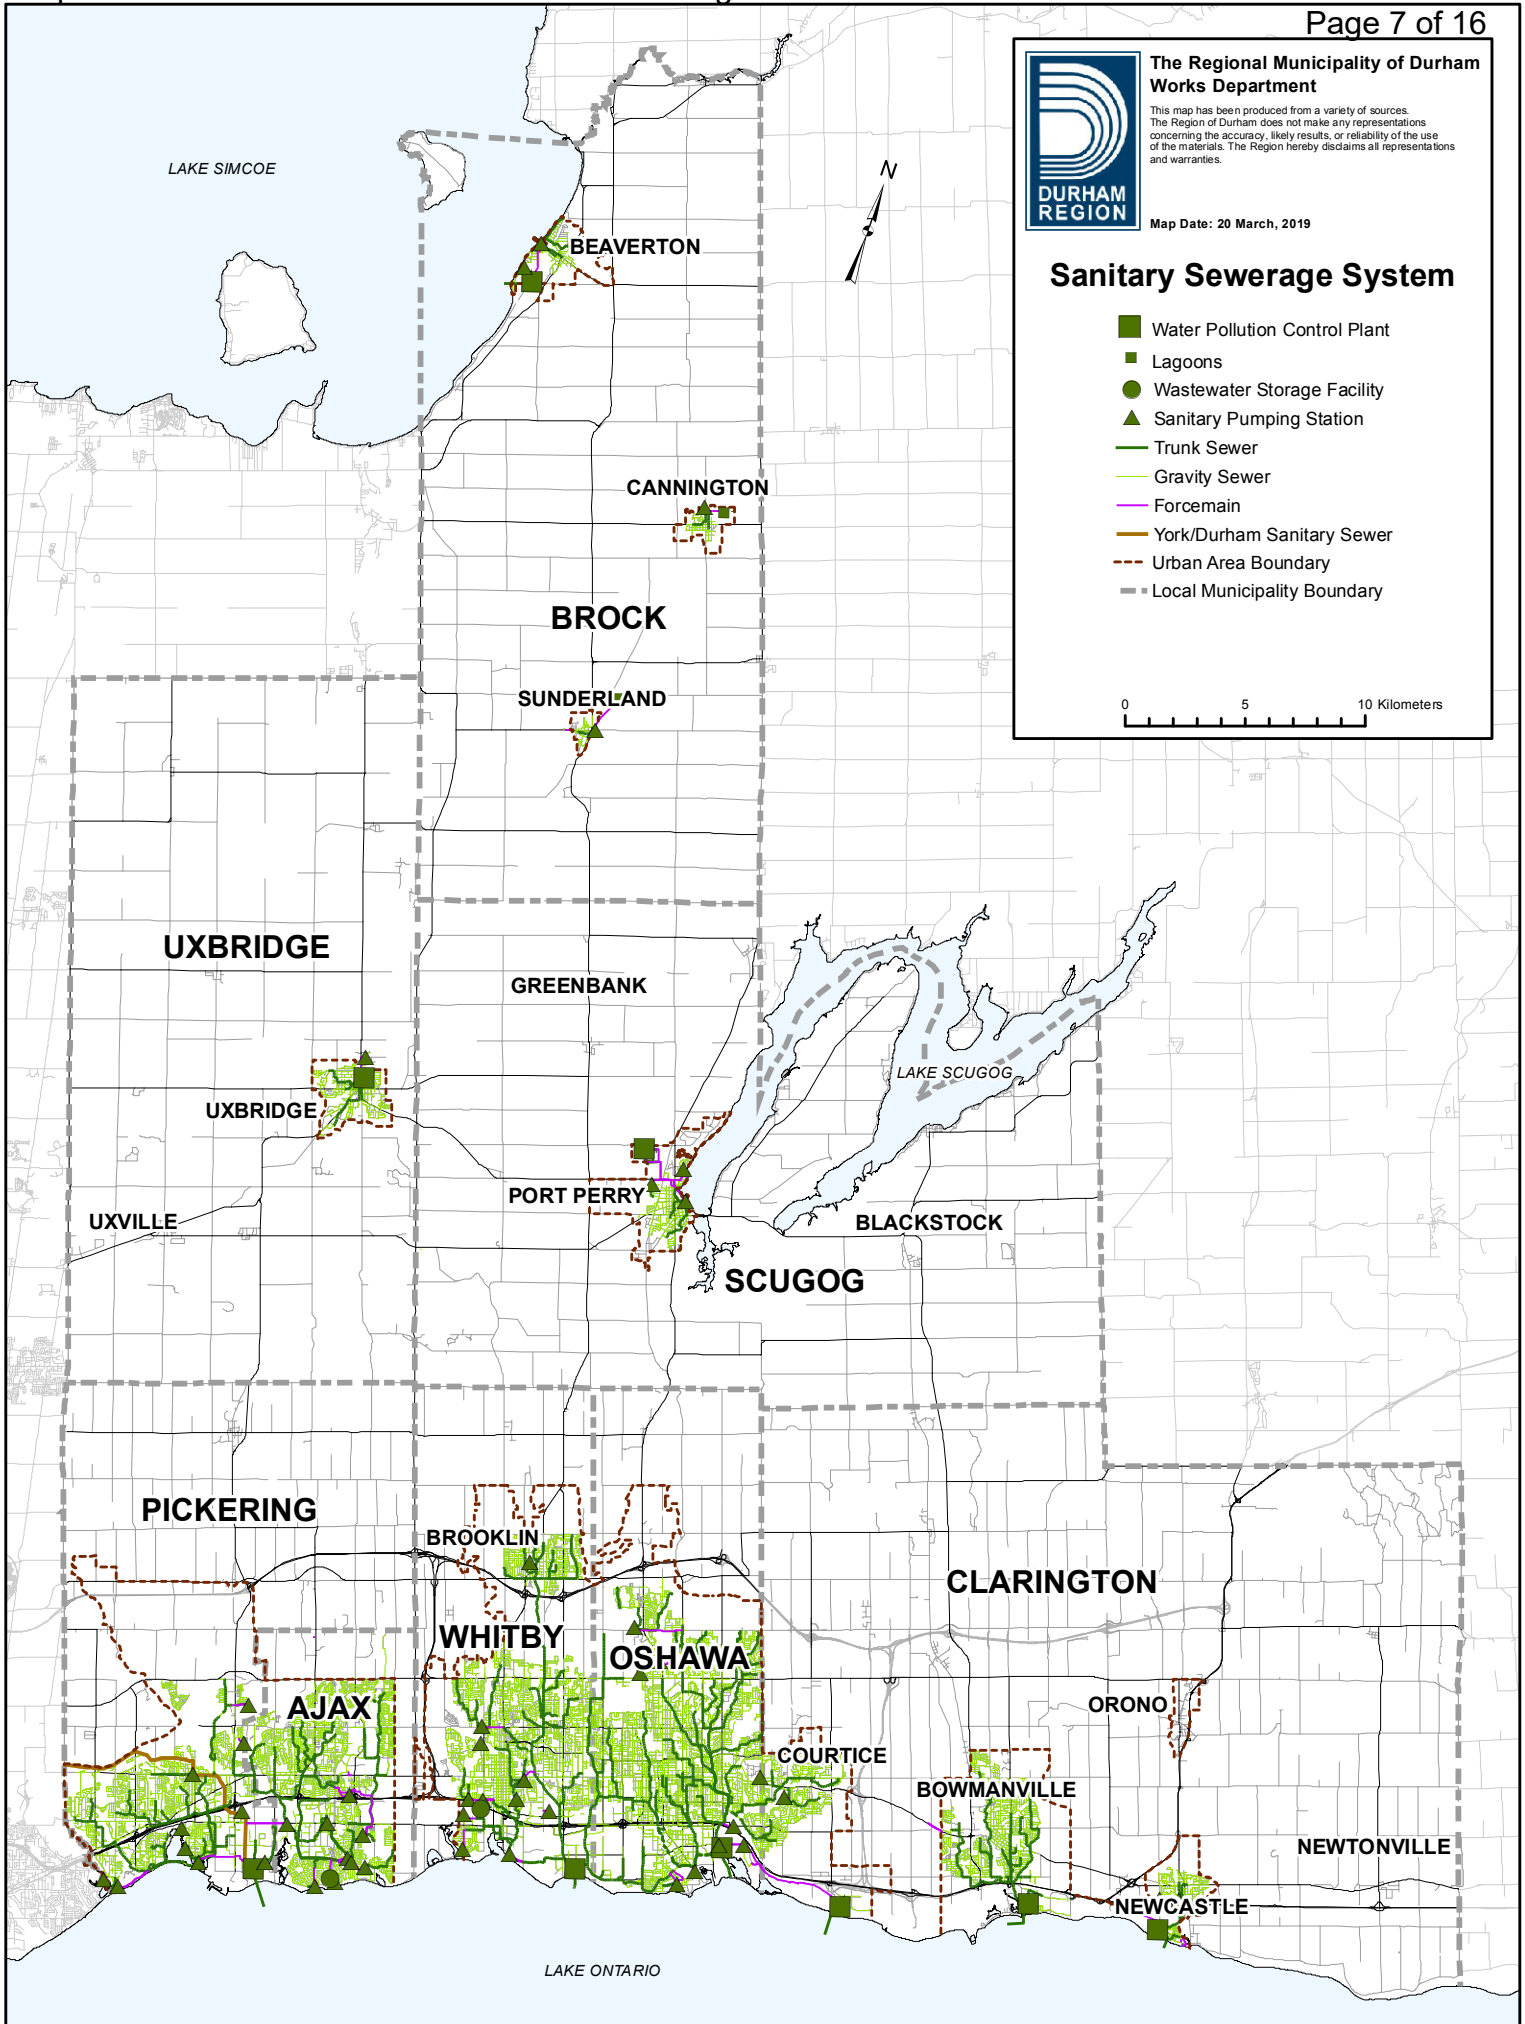 Page 7 of 16
The Regional Municipality of Durham
Works Department
This map has been produced from a variety of sources.
The Region of Durham does not make any representations
concerning the accuracy, likely results, or reliability of the use
of the materials. The Region hereby disclaims all representations
and warranties.
DURHAM
REGION
Map Date: 20 March, 2019
Sanitary Sewerage System
Water Pollution Control Plant
Lagoons
Wastewater Storage Facility
Sanitary Pumping Station
Trunk Sewer
Gravity Sewer
Forcemain
York/Durham Sanitary Sewer
Urban Area Boundary
Local Municipality Boundary
0 5 10 Kilometers
N
LAKE SIMCOE
BEAVERTON
CANNINGTON
BROCK
SUNDERLAND
UXBRIDGE
GREENBANK
LAKE SCUGOG
UXBRIDGE
PORT PERRY
UXVILLE
BLACKSTOCK
SCUGOG
PICKERING
BROOKLIN
CLARINGTON
WHITBY
OSHAWA
AJAX
ORONO
COURTICE
BOWMANVILLE
NEWTONVILLE
NEWCASTLE
LAKE ONTARIO